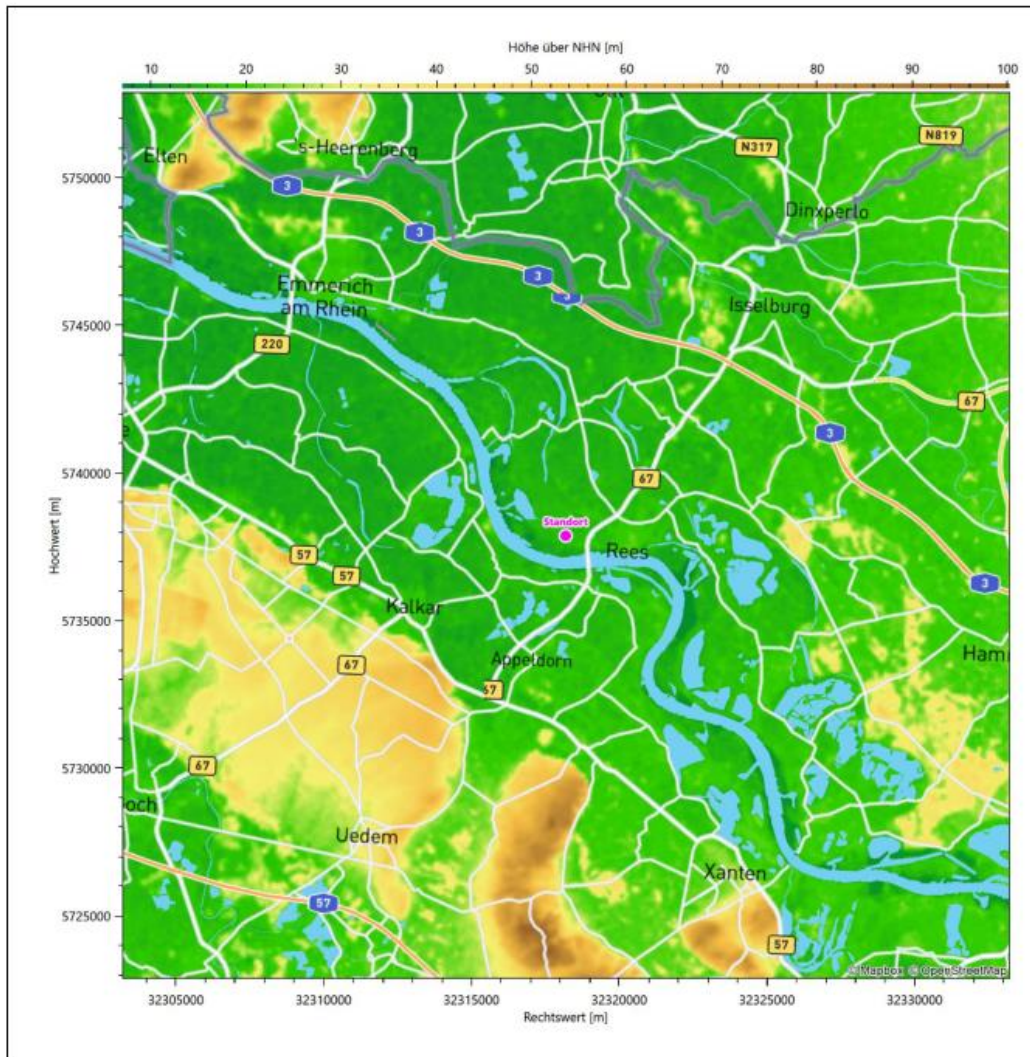 Höhe über NHN [m]
10 20 30 40 50 60 70 80 90 100
N819
N317
's-Heerenberg
Elten
5750000
3
Dinxperlo
3
3
3
Emmerich
am Rhein
Isselburg
5745000
220
67
3
5740000
67
Standort
Rees
57
57
3
Hochwert [m]
Kalkar
5735000
67
Appeldorn
67
5730000
67
Uedem
Xanten
5725000
57
57
© Mapbox © OpenStreetMap
32305000 32310000 32315000 32320000 32325000 32330000
Rechtswert [m]